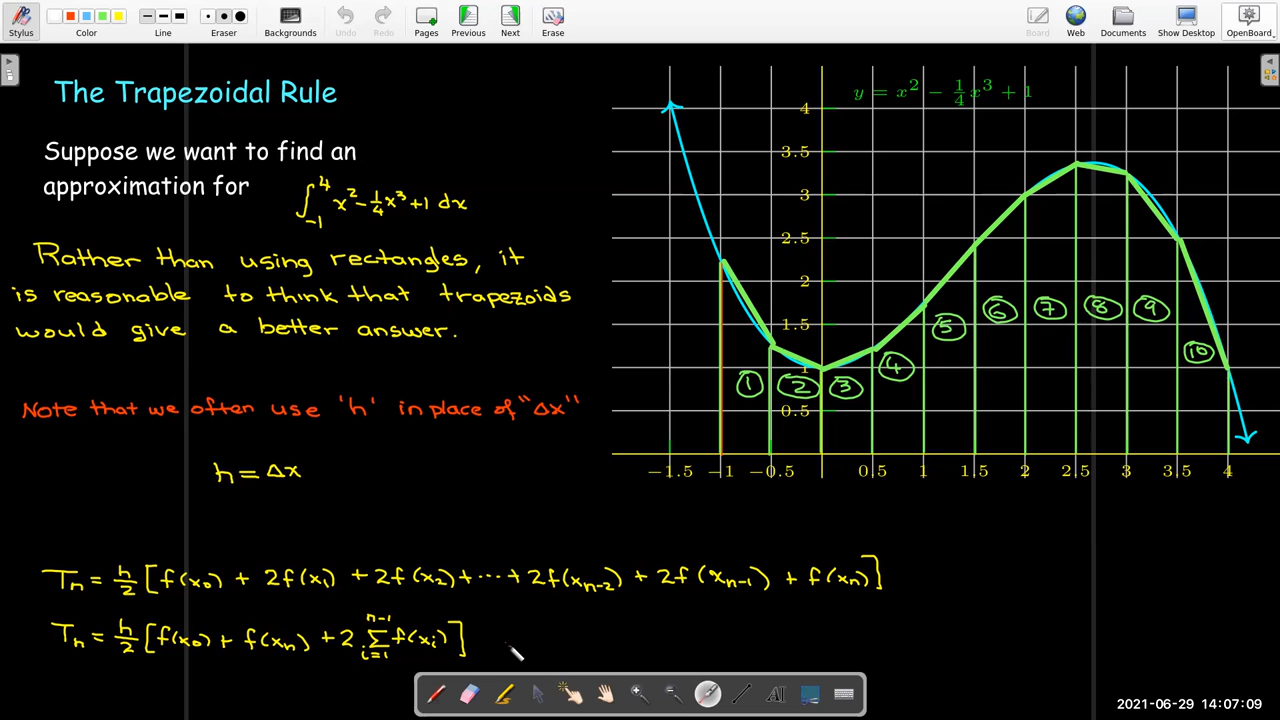 Stylus Color Line Eraser Backgrounds Undo Redo Pages Previous Next Erase Board Web Documents Show Desktop OpenBoard
The Trapezoidal Rule
Suppose we want to find an
approximation for ∫₋₁⁴ x² - 1/4 x³ + 1 dx
Rather than using rectangles, it
is reasonable to think that trapezoids
would give a better answer.
Note that we often use 'h' in place of "Δx"
h = Δx
y = x² − 1/4 x³ + 1
4
3.5
3
2.5
2
1.5
1
0.5
① ② ③ ④ ⑤ ⑥ ⑦ ⑧ ⑨ ⑩
−1.5 −1 −0.5 0 0.5 1 1.5 2 2.5 3 3.5 4
Tn = h/2 [f(x₀) + 2f(x₁) + 2f(x₂) + ... + 2f(xn-2) + 2f(xn-1) + f(xn)]
Tn = h/2 [f(x₀) + f(xn) + 2 Σ i=1 n-1 f(xi)]
AI
2021-06-29 14:07:09